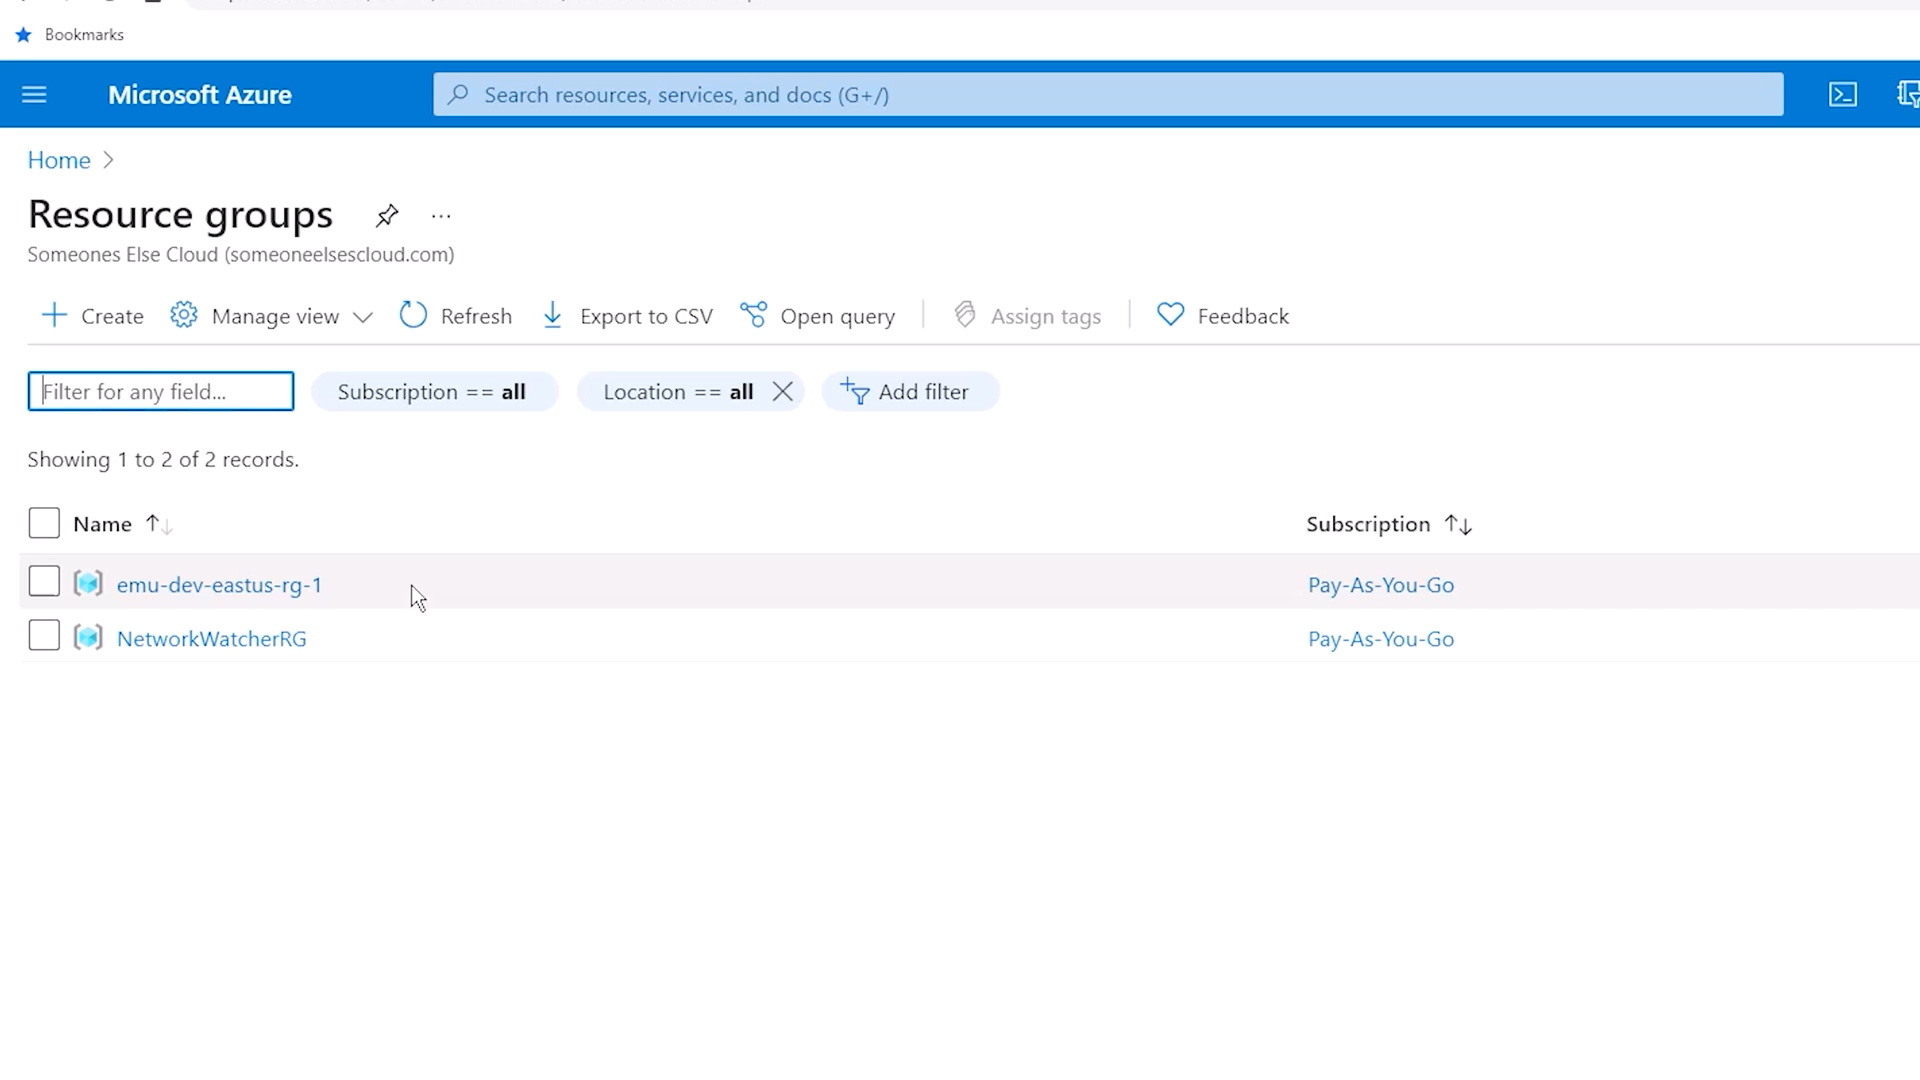 Bookmarks
Microsoft Azure
Search resources, services, and docs (G+/)
Home
Resource groups
Someones Else Cloud (someoneelsescloud.com)
Create Manage view Refresh Export to CSV Open query Assign tags Feedback
Filter for any field... Subscription == all Location == all Add filter
Showing 1 to 2 of 2 records.
Name Subscription
emu-dev-eastus-rg-1 Pay-As-You-Go
NetworkWatcherRG Pay-As-You-Go